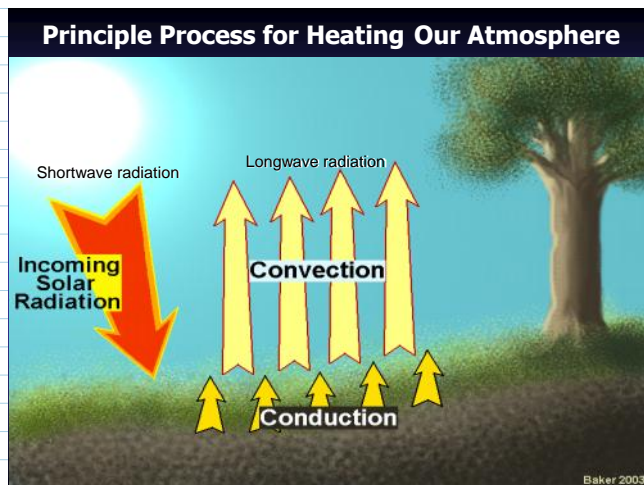 Principle Process for Heating Our Atmosphere
Shortwave radiation
Longwave radiation
Incoming
Solar
Radiation
Convection
Conduction
Baker 2003